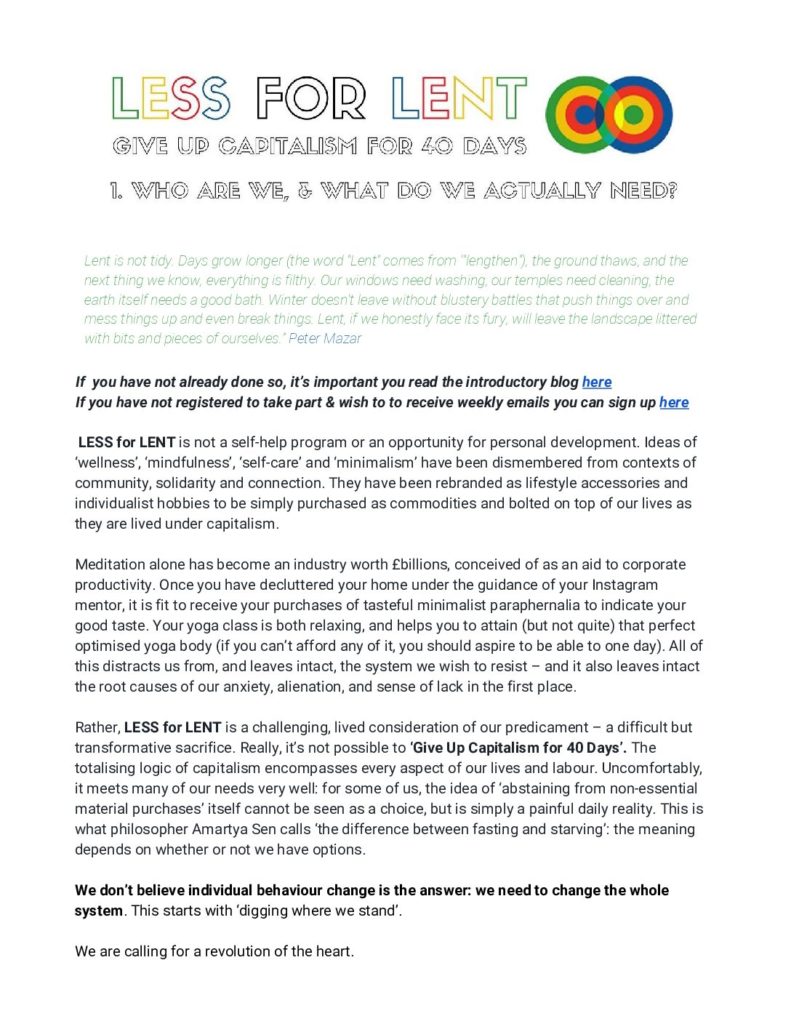 LESS FOR LENT
GIVE UP CAPITALISM FOR 40 DAYS
1. WHO ARE WE, & WHAT DO WE ACTUALLY NEED?
Lent is not tidy. Days grow longer (the word "Lent" comes from "'lengthen"), the ground thaws, and the
next thing we know, everything is filthy. Our windows need washing, our temples need cleaning, the
earth itself needs a good bath. Winter doesn't leave without blustery battles that push things over and
mess things up and even break things. Lent, if we honestly face its fury, will leave the landscape littered
with bits and pieces of ourselves." Peter Mazar
If  you have not already done so, it's important you read the introductory blog here
If you have not registered to take part & wish to to receive weekly emails you can sign up here
LESS for LENT is not a self-help program or an opportunity for personal development. Ideas of
'wellness', 'mindfulness', 'self-care' and 'minimalism' have been dismembered from contexts of
community, solidarity and connection. They have been rebranded as lifestyle accessories and
individualist hobbies to be simply purchased as commodities and bolted on top of our lives as
they are lived under capitalism.
Meditation alone has become an industry worth £billions, conceived of as an aid to corporate
productivity. Once you have decluttered your home under the guidance of your Instagram
mentor, it is fit to receive your purchases of tasteful minimalist paraphernalia to indicate your
good taste. Your yoga class is both relaxing, and helps you to attain (but not quite) that perfect
optimised yoga body (if you can't afford any of it, you should aspire to be able to one day). All of
this distracts us from, and leaves intact, the system we wish to resist – and it also leaves intact
the root causes of our anxiety, alienation, and sense of lack in the first place.
Rather, LESS for LENT is a challenging, lived consideration of our predicament – a difficult but
transformative sacrifice. Really, it's not possible to 'Give Up Capitalism for 40 Days'. The
totalising logic of capitalism encompasses every aspect of our lives and labour. Uncomfortably,
it meets many of our needs very well: for some of us, the idea of 'abstaining from non-essential
material purchases' itself cannot be seen as a choice, but is simply a painful daily reality. This is
what philosopher Amartya Sen calls 'the difference between fasting and starving': the meaning
depends on whether or not we have options.
We don't believe individual behaviour change is the answer: we need to change the whole
system. This starts with 'digging where we stand'.
We are calling for a revolution of the heart.